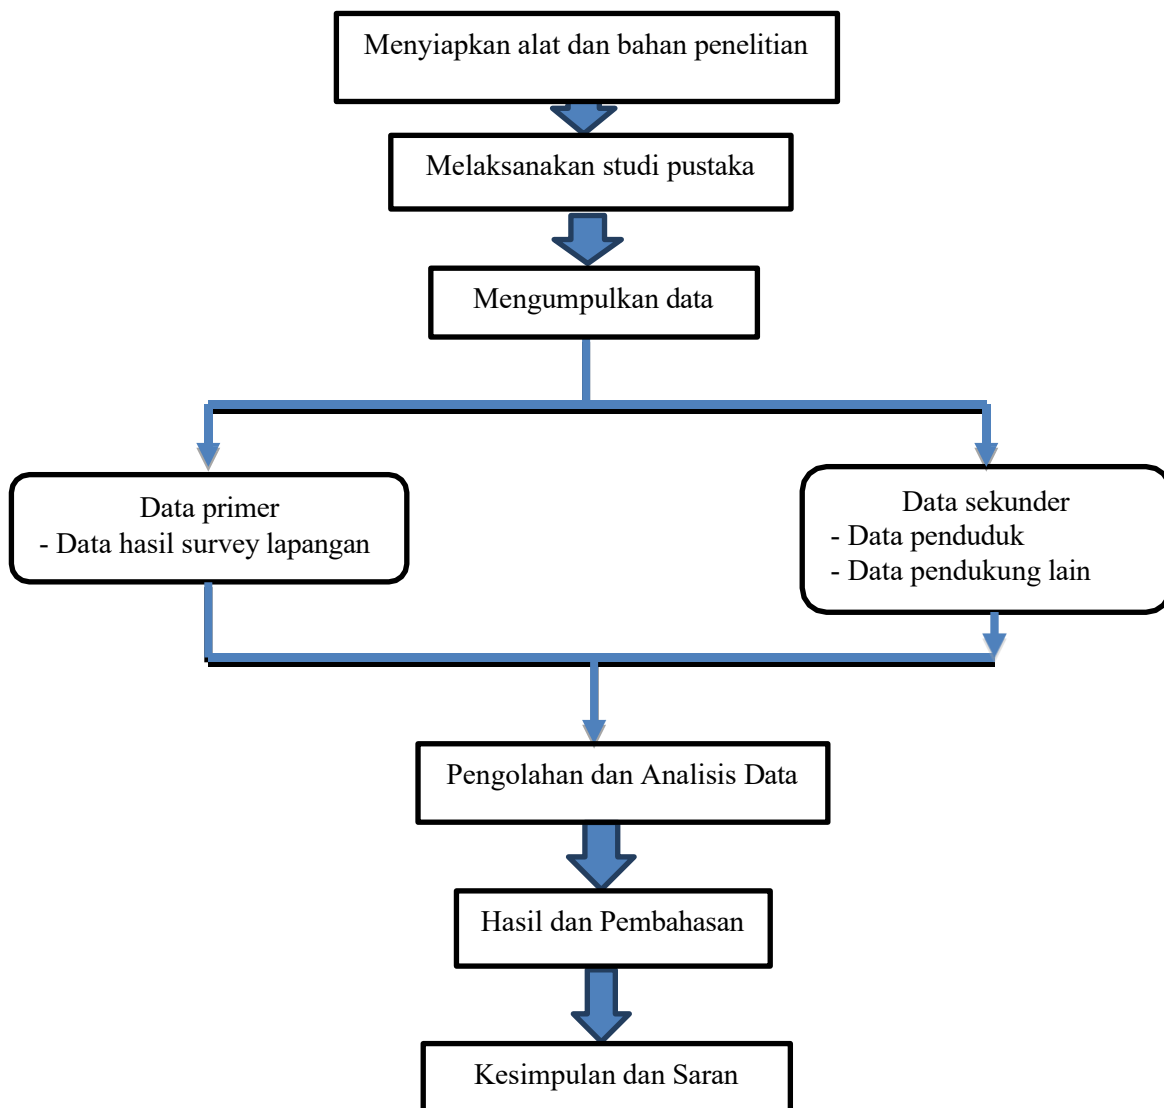 Menyiapkan alat dan bahan penelitian
Melaksanakan studi pustaka
Mengumpulkan data
Data primer
- Data hasil survey lapangan
Data sekunder
- Data penduduk
- Data pendukung lain
Pengolahan dan Analisis Data
Hasil dan Pembahasan
Kesimpulan dan Saran